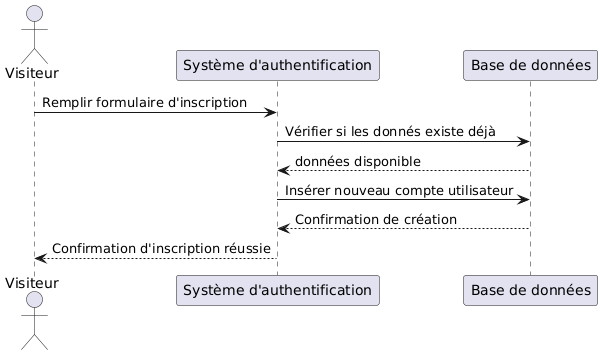 Visiteur
Système d'authentification
Base de données
Remplir formulaire d'inscription
Vérifier si les donnés existe déjà
données disponible
Insérer nouveau compte utilisateur
Confirmation de création
Confirmation d'inscription réussie
Visiteur
Système d'authentification
Base de données